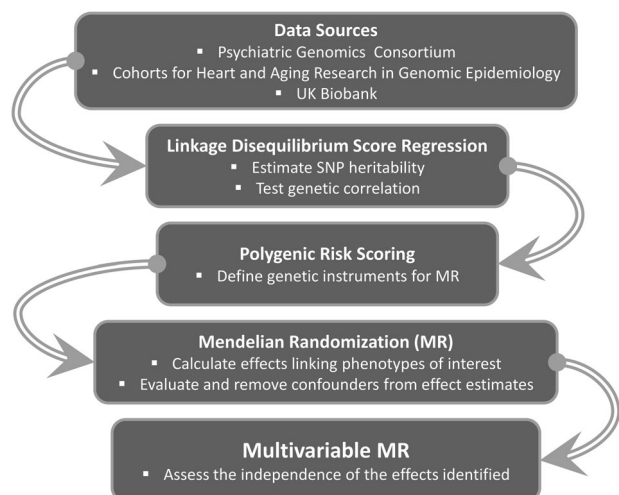 Data Sources
▪ Psychiatric Genomics Consortium
▪ Cohorts for Heart and Aging Research in Genomic Epidemiology
▪ UK Biobank
Linkage Disequilibrium Score Regression
▪ Estimate SNP heritability
▪ Test genetic correlation
Polygenic Risk Scoring
▪ Define genetic instruments for MR
Mendelian Randomization (MR)
▪ Calculate effects linking phenotypes of interest
▪ Evaluate and remove confounders from effect estimates
Multivariable MR
▪ Assess the independence of the effects identified